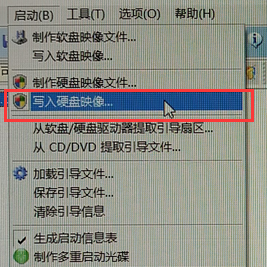 启动(B) 工具(T) 选项(O) 帮助(H)
制作软盘映像文件...
写入软盘映像...
制作硬盘映像文件...
写入硬盘映像...
从软盘/硬盘驱动器提取引导扇区...
从 CD/DVD 提取引导文件...
加载引导文件...
保存引导文件...
清除引导信息
生成启动信息表
制作多重启动光碟